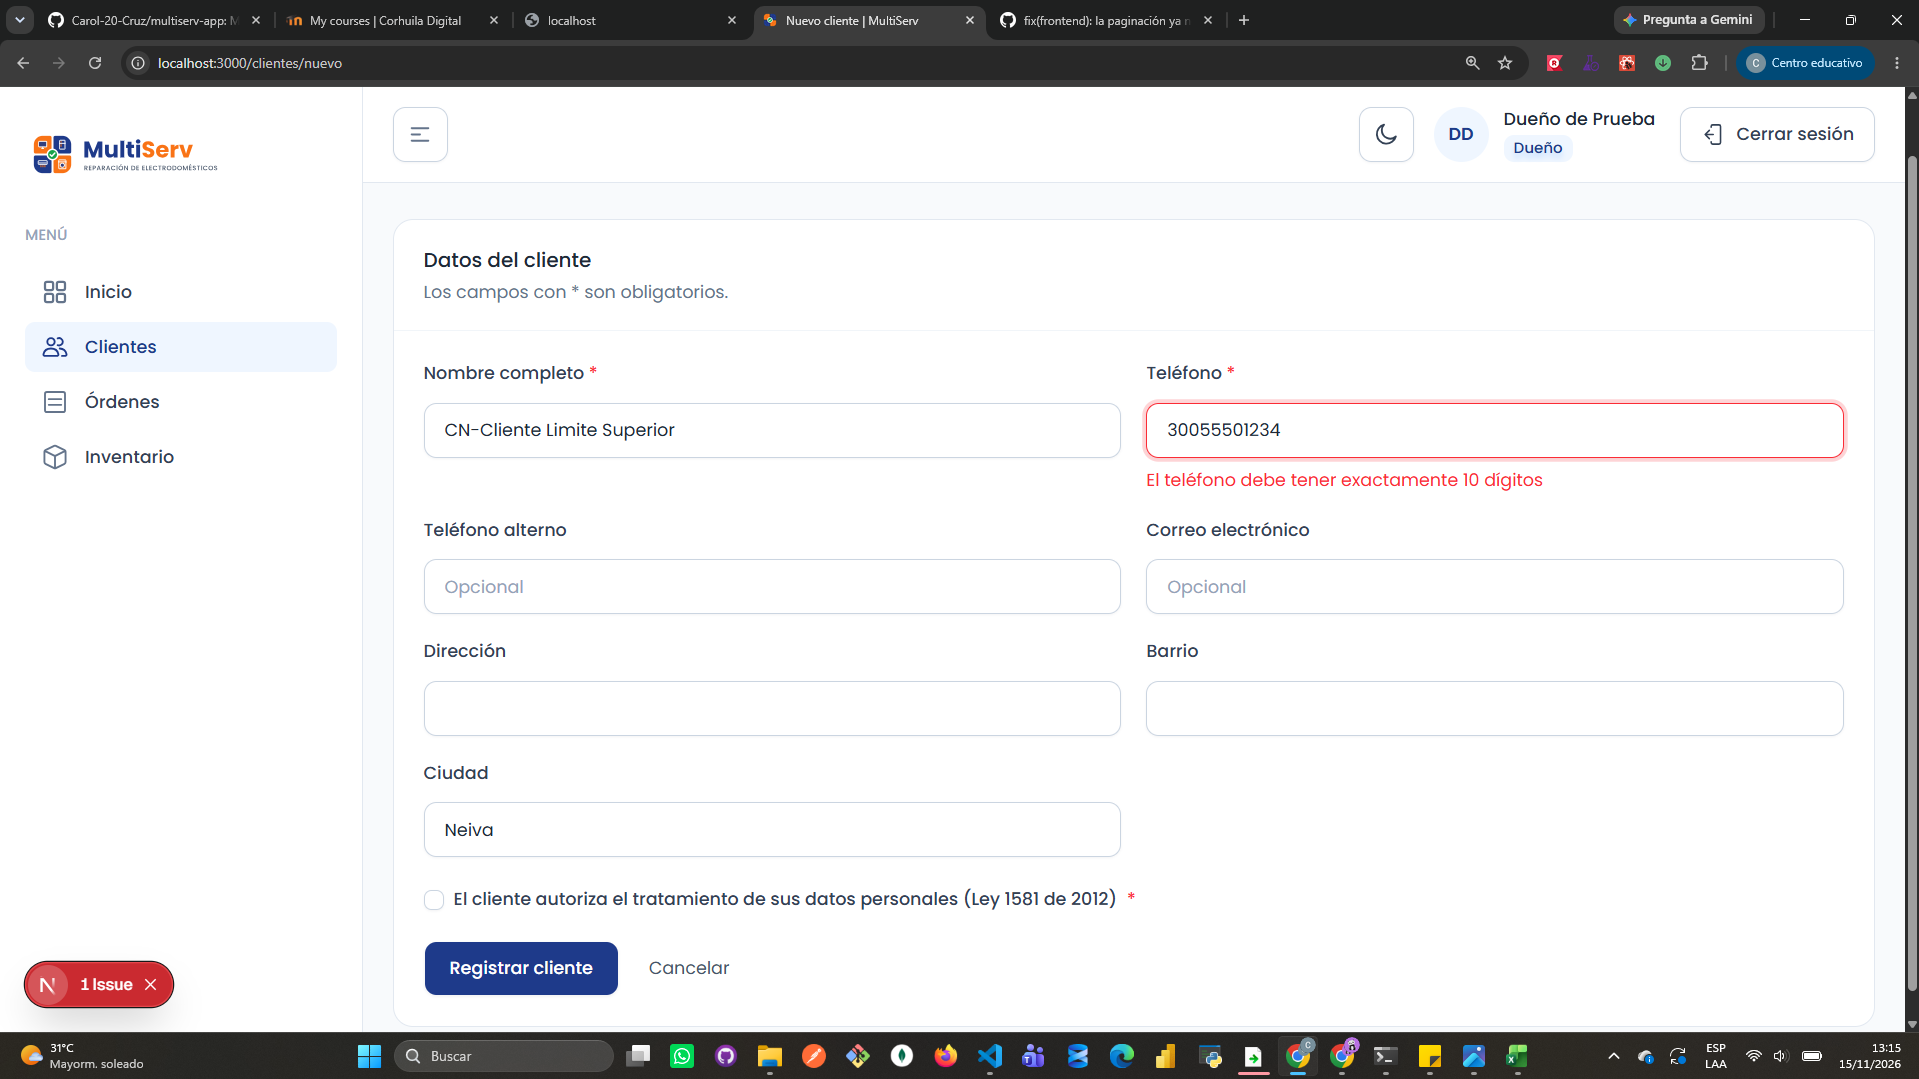 Carol-20-Cruz/multiserv-app: M
My courses | Corhuila Digital
localhost
Nuevo cliente | MultiServ
fix(frontend): la paginación ya n
Pregunta a Gemini
localhost:3000/clientes/nuevo
C Centro educativo
MultiServ
REPARACIÓN DE ELECTRODOMÉSTICOS
DD
Dueño de Prueba
Dueño
Cerrar sesión
MENÚ
Inicio
Clientes
Órdenes
Inventario
Datos del cliente
Los campos con * son obligatorios.
Nombre completo *
CN-Cliente Limite Superior
Teléfono *
30055501234
El teléfono debe tener exactamente 10 dígitos
Teléfono alterno
Opcional
Correo electrónico
Opcional
Dirección
Barrio
Ciudad
Neiva
El cliente autoriza el tratamiento de sus datos personales (Ley 1581 de 2012) *
Registrar cliente
Cancelar
N 1 Issue
31°C
Mayorm. soleado
Buscar
ESP
LAA
13:15
15/11/2026